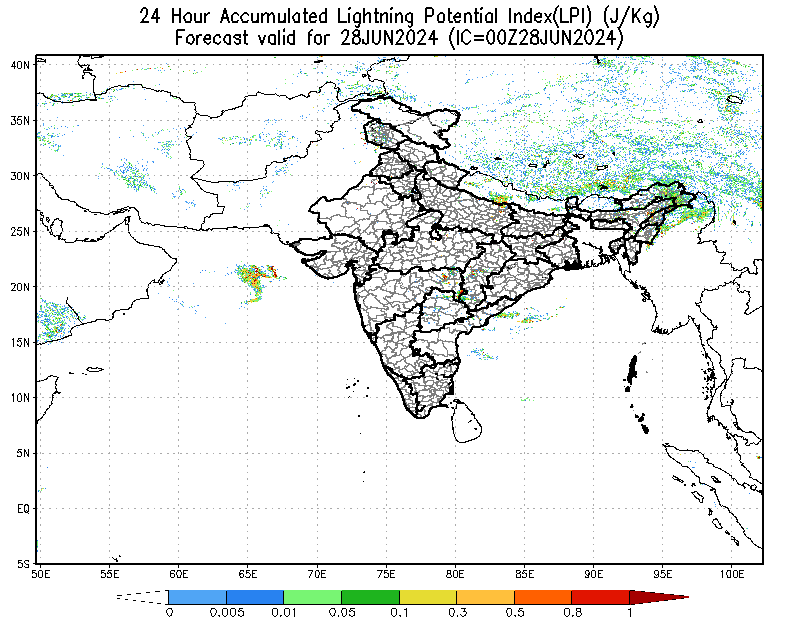 24 Hour Accumulated Lightning Potential Index(LPI) (J/Kg)
Forecast valid for 28JUN2024 (IC=00Z28JUN2024)
40N
35N
30N
25N
20N
15N
10N
5N
EQ
5S
50E 55E 60E 65E 70E 75E 80E 85E 90E 95E 100E
0 0.005 0.01 0.05 0.1 0.3 0.5 0.8 1